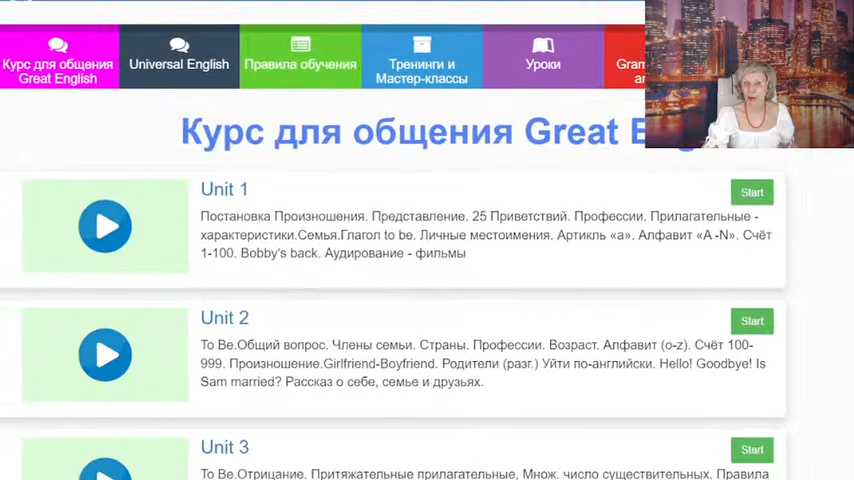 Курс для общения
Great English
Universal English
Правила обучения
Тренинги и
Мастер-классы
Уроки
Курс для общения Great
Unit 1
Start
Постановка Произношения. Представление. 25 Приветствий. Профессии. Прилагательные -
характеристики.Семья.Глагол to be. Личные местоимения. Артикль «a». Алфавит «A -N». Счёт
1-100. Bobby's back. Аудирование - фильмы
Unit 2
Start
To Be.Общий вопрос. Члены семьи. Страны. Профессии. Возраст. Алфавит (o-z). Счёт 100-
999. Произношение.Girlfriend-Boyfriend. Родители (разг.) Уйти по-английски. Hello! Goodbye! Is
Sam married? Рассказ о себе, семье и друзьях.
Unit 3
Start
To Be.Отрицание. Притяжательные прилагательные, Множ. число существительных. Правила